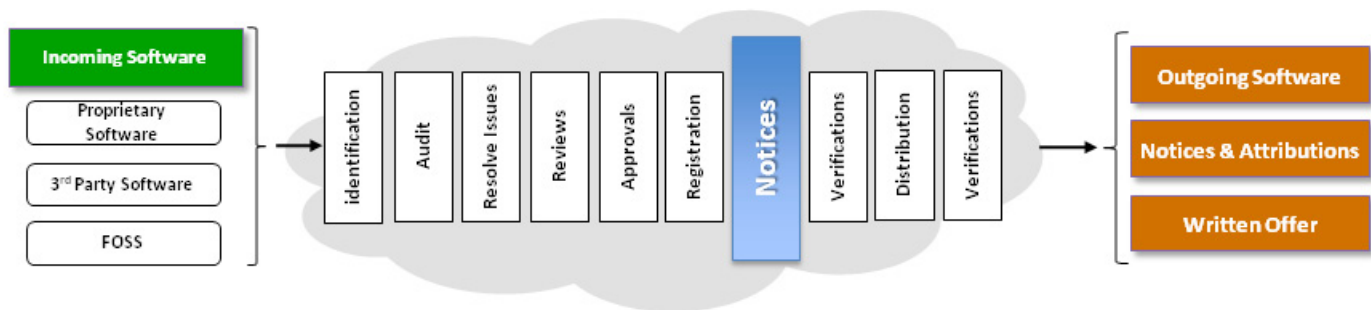 Incoming Software
Proprietary
Software
3rd Party Software
FOSS
identification
Audit
Resolve Issues
Reviews
Approvals
Registration
Notices
Verifications
Distribution
Verifications
Outgoing Software
Notices & Attributions
Written Offer